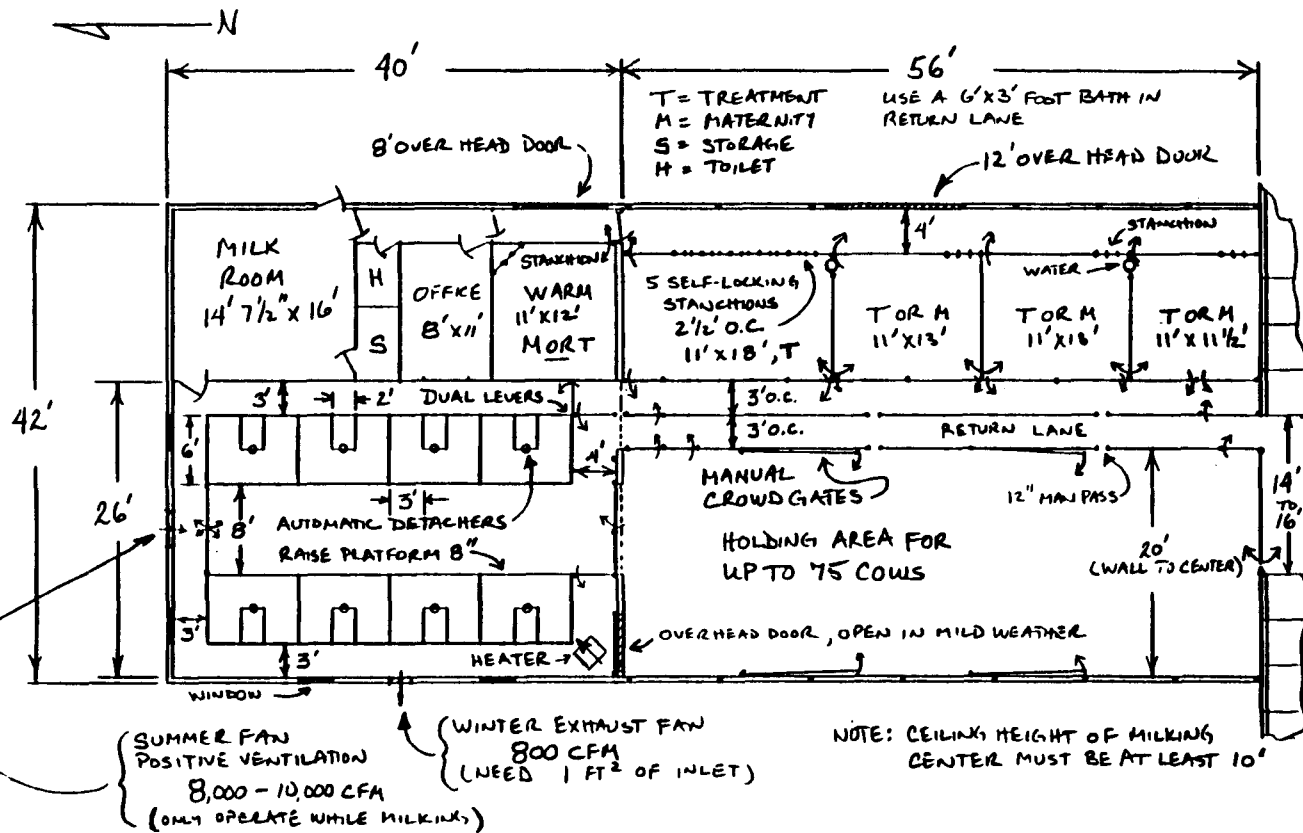 N
40'
56'
T = TREATMENT
M = MATERNITY
S = STORAGE
H = TOILET
USE A 6'X3' FOOT BATH IN
RETURN LANE
8' OVER HEAD DOOR
12' OVER HEAD DOOR
4'
STANCHION
MILK
ROOM
14' 7 1/2" X 16'
H
S
OFFICE
8' X 11'
STANCHION
WARM
11' X 12'
MORT
5 SELF-LOCKING
STANCHIONS
2 1/2' O.C.
11' X 18', T
WATER
T OR M
11' X 13'
T OR M
11' X 13'
T OR M
11' X 11 1/2'
42'
26'
3'
2'
DUAL LEVERS
3' O.C.
3' O.C.
RETURN LANE
6'
4'
MANUAL
CROWD GATES
12" MAN PASS
14'
TO
16'
3'
8'
AUTOMATIC DETACHERS
RAISE PLATFORM 8"
HOLDING AREA FOR
UP TO 75 COWS
20'
(WALL TO CENTER)
3'
3'
HEATER
OVERHEAD DOOR, OPEN IN MILD WEATHER
WINDOW
SUMMER FAN
POSITIVE VENTILATION
8,000 - 10,000 CFM
(ONLY OPERATE WHILE MILKING)
WINTER EXHAUST FAN
800 CFM
(NEED 1 FT² OF INLET)
NOTE: CEILING HEIGHT OF MILKING
CENTER MUST BE AT LEAST 10'